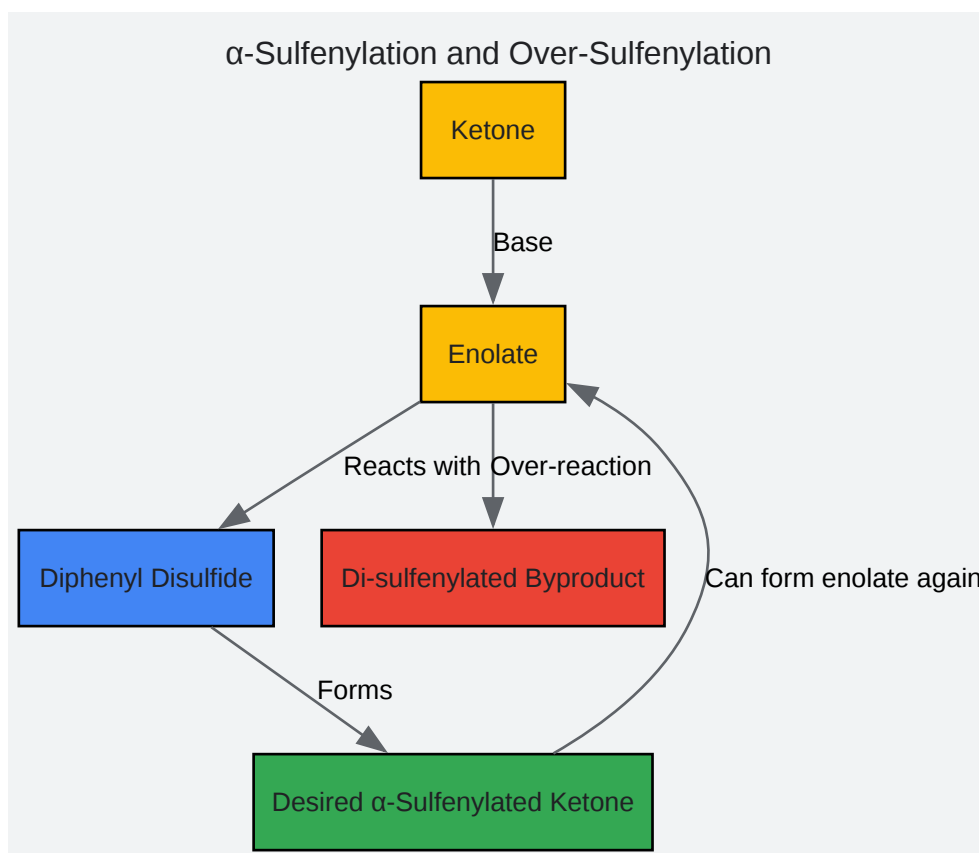 α-Sulfenylation and Over-Sulfenylation
Ketone
Base
Enolate
Reacts with
Over-reaction
Diphenyl Disulfide
Di-sulfenylated Byproduct
Can form enolate again
Forms
Desired α-Sulfenylated Ketone